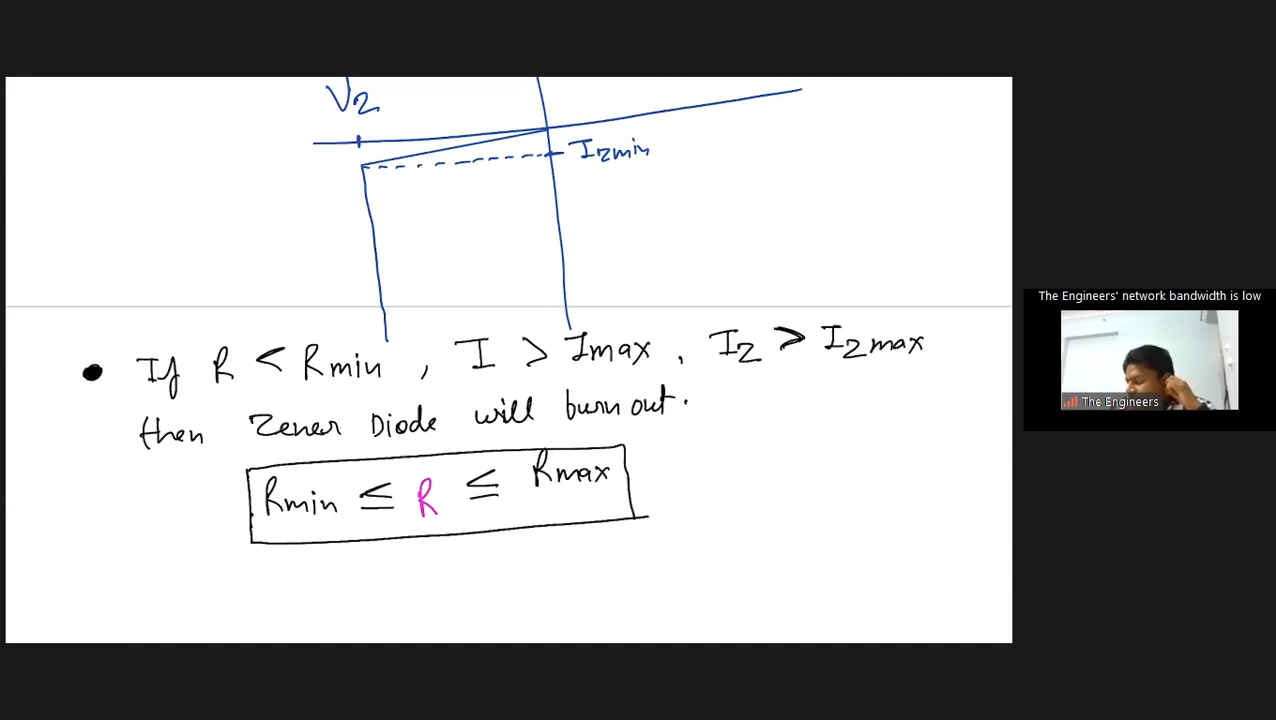 Vz
Izmin
The Engineers' network bandwidth is low
• If R < Rmin, I > Imax, Iz > Izmax
then Zener Diode will burn out.
The Engineers
Rmin ≤ R ≤ Rmax